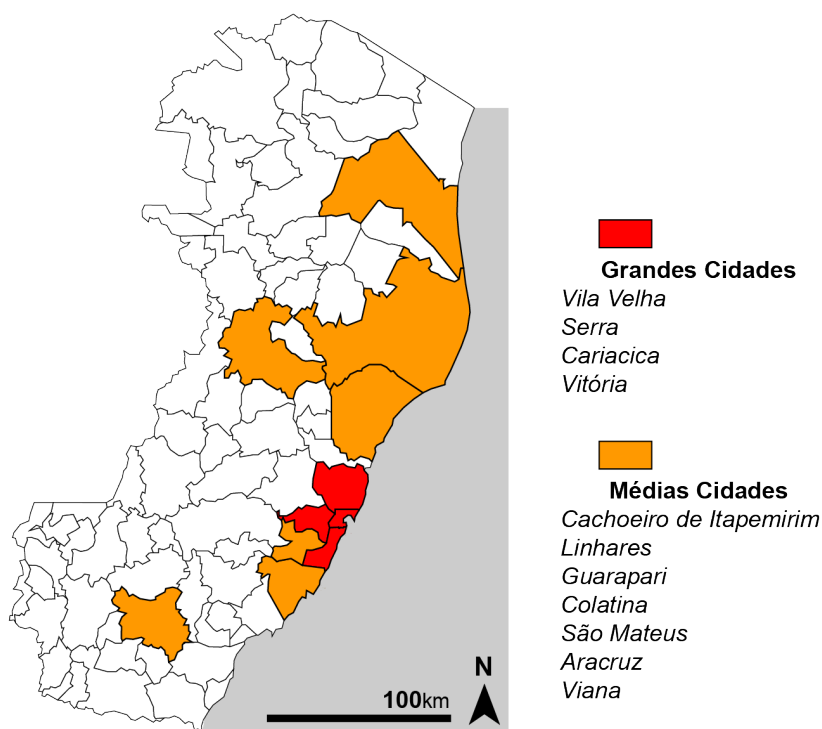 Grandes Cidades
Vila Velha
Serra
Cariacica
Vitória
Médias Cidades
Cachoeiro de Itapemirim
Linhares
Guarapari
Colatina
São Mateus
Aracruz
Viana
N
100km